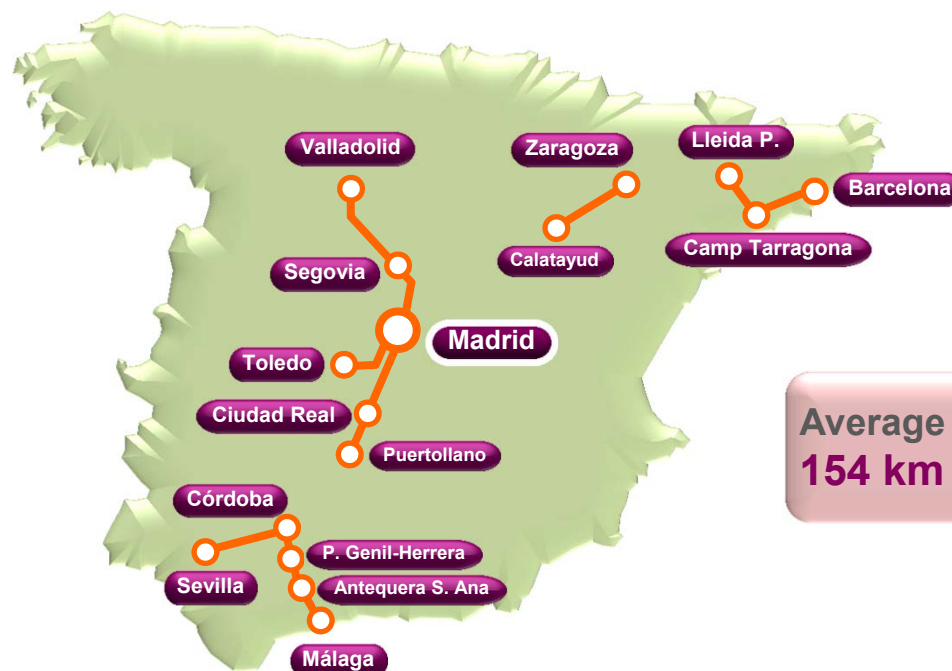 Valladolid
Zaragoza
Lleida P.
Barcelona
Camp Tarragona
Calatayud
Segovia
Madrid
Toledo
Ciudad Real
Puertollano
Average
154 km
Córdoba
P. Genil-Herrera
Sevilla
Antequera S. Ana
Málaga